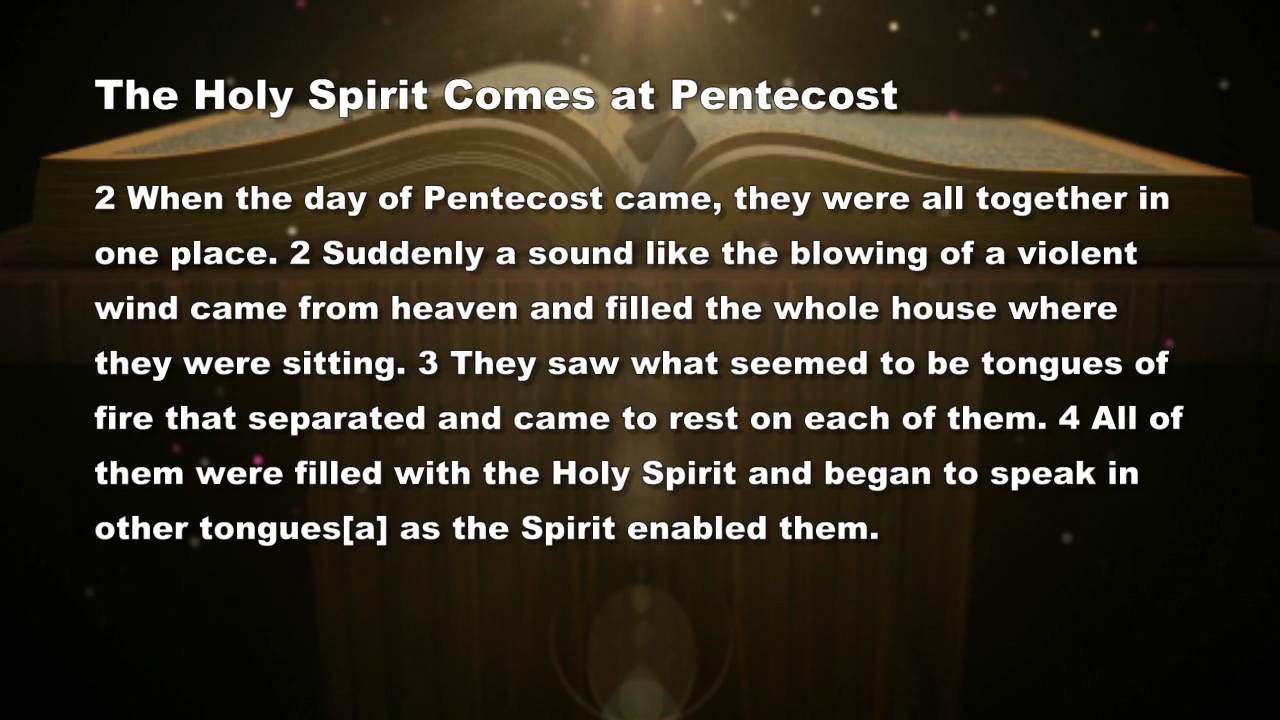 The Holy Spirit Comes at Pentecost
2 When the day of Pentecost came, they were all together in
one place. 2 Suddenly a sound like the blowing of a violent
wind came from heaven and filled the whole house where
they were sitting. 3 They saw what seemed to be tongues of
fire that separated and came to rest on each of them. 4 All of
them were filled with the Holy Spirit and began to speak in
other tongues[a] as the Spirit enabled them.